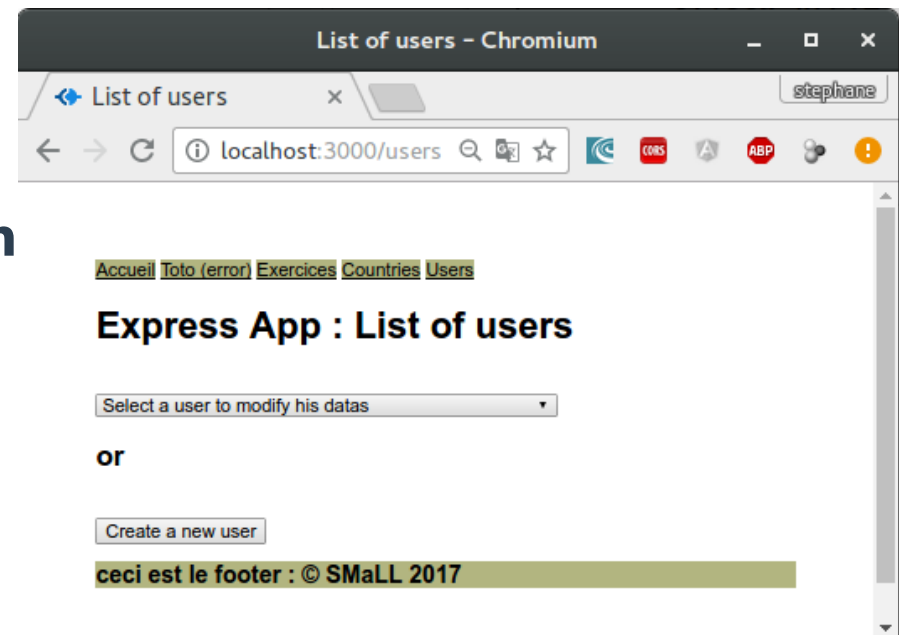 List of users - Chromium
List of users
stephane
localhost:3000/users
CORS
ABP
n
Accueil Toto (error) Exercices Countries Users
Express App : List of users
Select a user to modify his datas
or
Create a new user
ceci est le footer : © SMaLL 2017